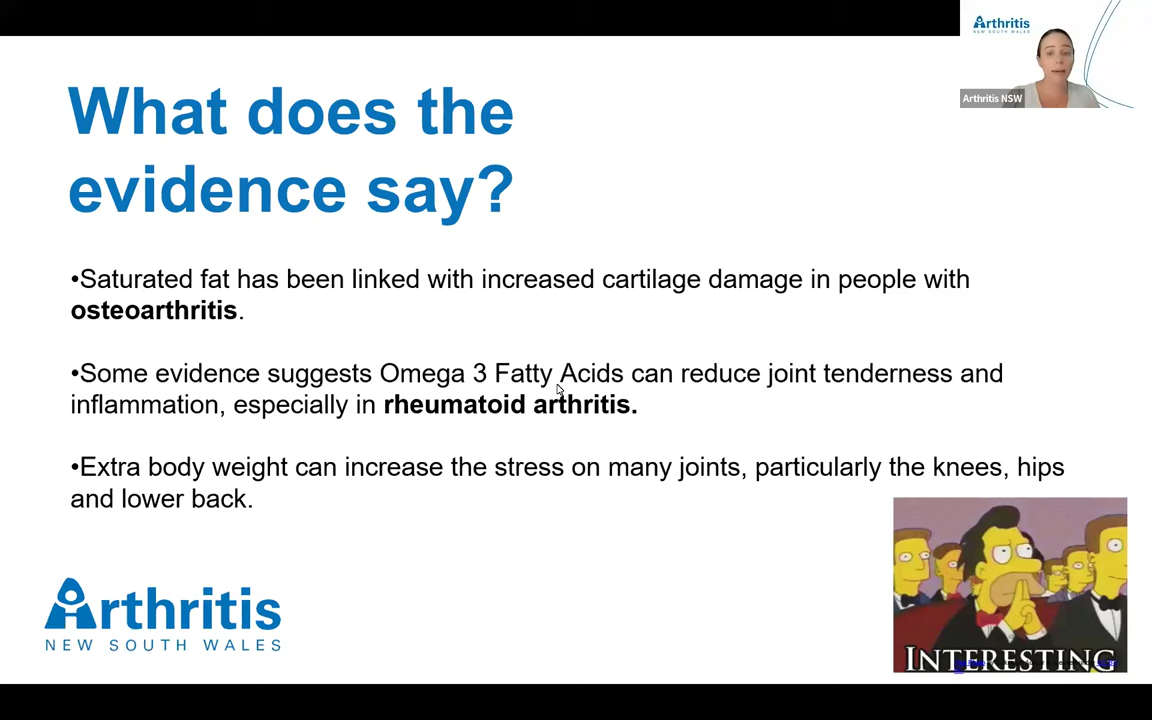 Arthritis
NEW SOUTH WALES
Arthritis NSW
What does the
evidence say?
•Saturated fat has been linked with increased cartilage damage in people with
osteoarthritis.
•Some evidence suggests Omega 3 Fatty Acids can reduce joint tenderness and
inflammation, especially in rheumatoid arthritis.
•Extra body weight can increase the stress on many joints, particularly the knees, hips
and lower back.
Arthritis
NEW SOUTH WALES
INTERESTING